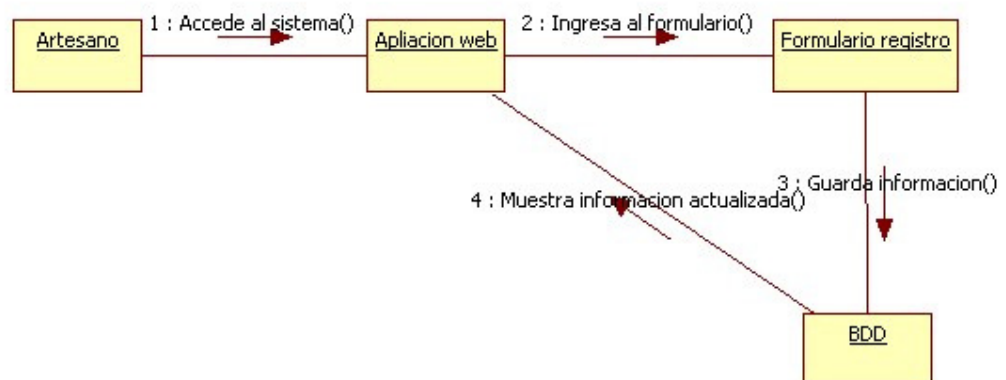 1 : Accede al sistema()
2 : Ingresa al formulario()
Artesano
Apliacion web
Formulario registro
3 : Guarda informacion()
4 : Muestra informacion actualizada()
BDD